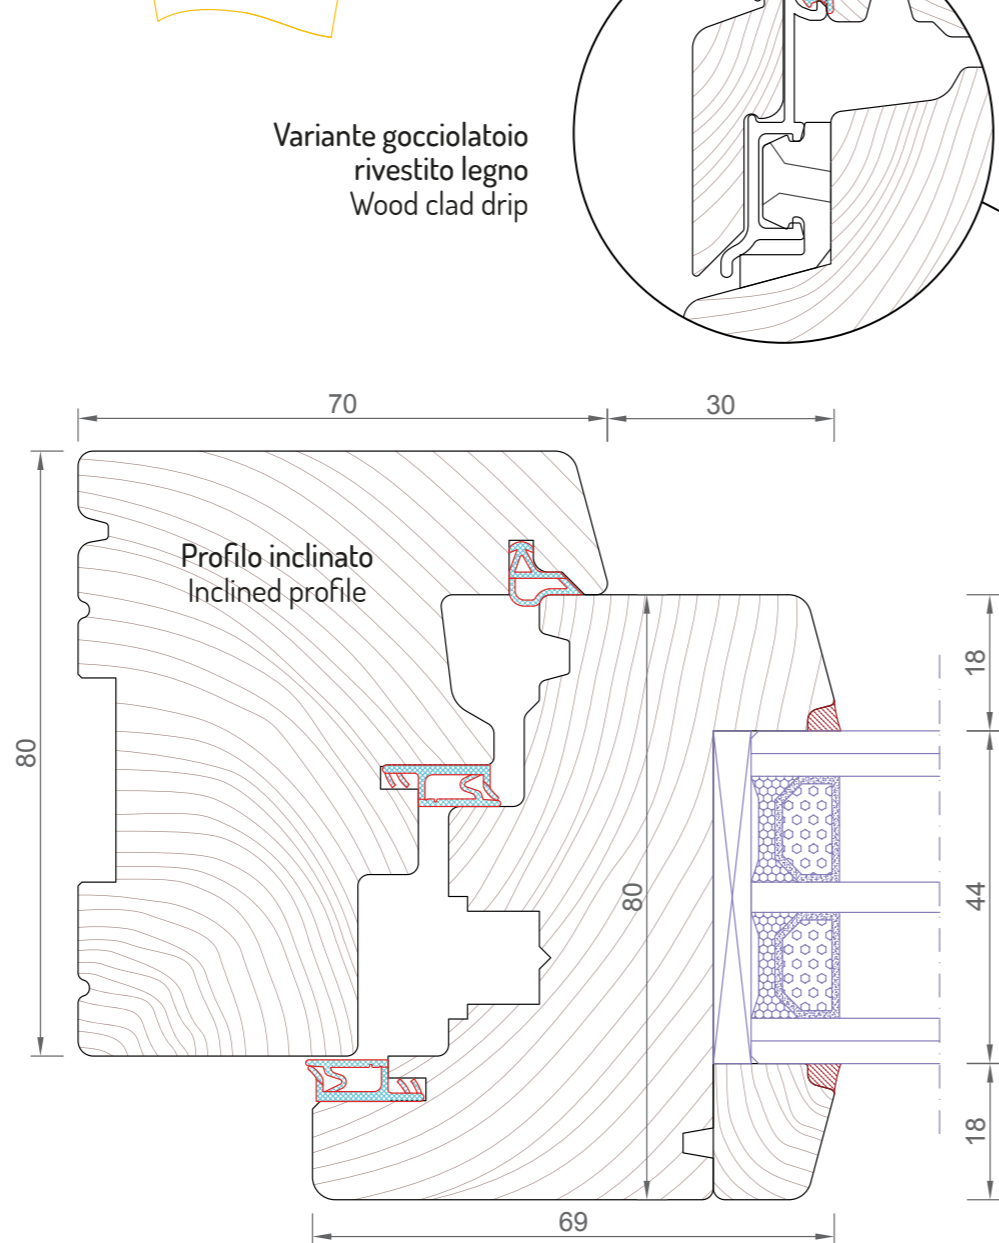 Variante gocciolatoio
rivestito legno
Wood clad drip
70
30
Profilo inclinato
Inclined profile
80
18
80
44
18
69